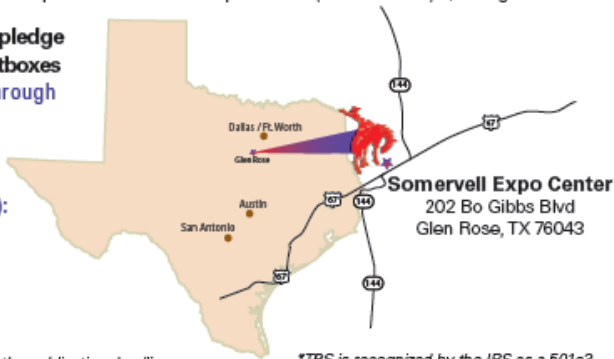 pledge
tboxes
rough
):
144
67
Dallas / Ft. Worth
Glen Rose
Somervell Expo Center
202 Bo Gibbs Blvd
Glen Rose, TX 76043
67
144
Austin
San Antonio
67
144
*TBS is recognized by the IRS as a 501c3